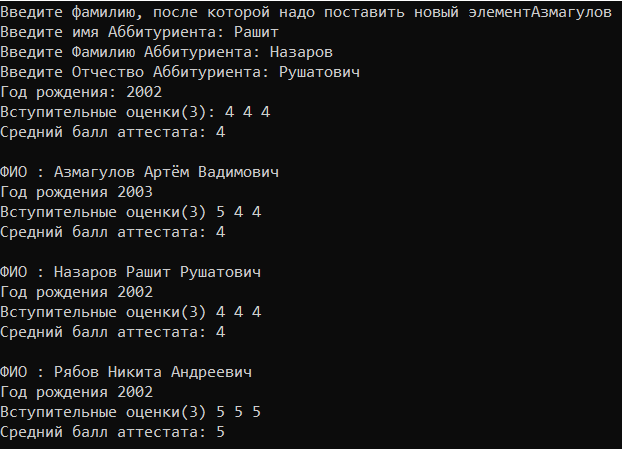 Введите фамилию, после которой надо поставить новый элементАзмагулов
Введите имя Аббитуриента: Рашит
Введите Фамилию Аббитуриента: Назаров
Введите Отчество Аббитуриента: Рушатович
Год рождения: 2002
Вступительные оценки(3): 4 4 4
Средний балл аттестата: 4
ФИО : Азмагулов Артём Вадимович
Год рождения 2003
Вступительные оценки(3) 5 4 4
Средний балл аттестата: 4
ФИО : Назаров Рашит Рушатович
Год рождения 2002
Вступительные оценки(3) 4 4 4
Средний балл аттестата: 4
ФИО : Рябов Никита Андреевич
Год рождения 2002
Вступительные оценки(3) 5 5 5
Средний балл аттестата: 5